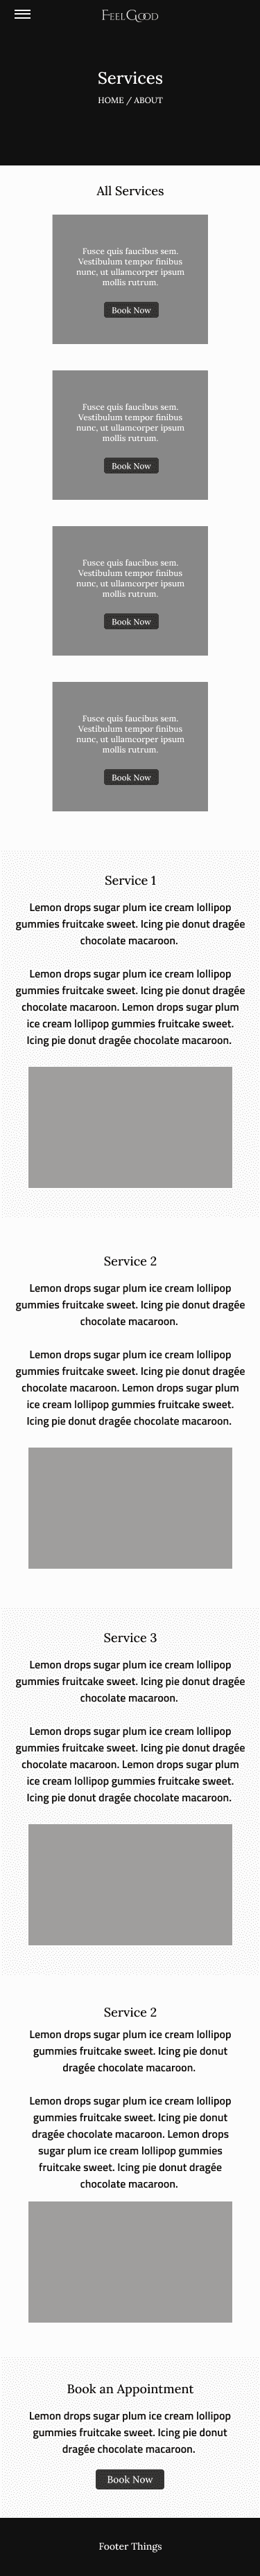 FEELGOOD
Services
HOME / ABOUT
All Services
Fusce quis faucibus sem.
Vestibulum tempor finibus
nunc, ut ullamcorper ipsum
mollis rutrum.
Book Now
Fusce quis faucibus sem.
Vestibulum tempor finibus
nunc, ut ullamcorper ipsum
mollis rutrum.
Book Now
Fusce quis faucibus sem.
Vestibulum tempor finibus
nunc, ut ullamcorper ipsum
mollis rutrum.
Book Now
Fusce quis faucibus sem.
Vestibulum tempor finibus
nunc, ut ullamcorper ipsum
mollis rutrum.
Book Now
Service 1
Lemon drops sugar plum ice cream lollipop
gummies fruitcake sweet. Icing pie donut dragée
chocolate macaroon.
Lemon drops sugar plum ice cream lollipop
gummies fruitcake sweet. Icing pie donut dragée
chocolate macaroon. Lemon drops sugar plum
ice cream lollipop gummies fruitcake sweet.
Icing pie donut dragée chocolate macaroon.
Service 2
Lemon drops sugar plum ice cream lollipop
gummies fruitcake sweet. Icing pie donut dragée
chocolate macaroon.
Lemon drops sugar plum ice cream lollipop
gummies fruitcake sweet. Icing pie donut dragée
chocolate macaroon. Lemon drops sugar plum
ice cream lollipop gummies fruitcake sweet.
Icing pie donut dragée chocolate macaroon.
Service 3
Lemon drops sugar plum ice cream lollipop
gummies fruitcake sweet. Icing pie donut dragée
chocolate macaroon.
Lemon drops sugar plum ice cream lollipop
gummies fruitcake sweet. Icing pie donut dragée
chocolate macaroon. Lemon drops sugar plum
ice cream lollipop gummies fruitcake sweet.
Icing pie donut dragée chocolate macaroon.
Service 2
Lemon drops sugar plum ice cream lollipop
gummies fruitcake sweet. Icing pie donut
dragée chocolate macaroon.
Lemon drops sugar plum ice cream lollipop
gummies fruitcake sweet. Icing pie donut
dragée chocolate macaroon. Lemon drops
sugar plum ice cream lollipop gummies
fruitcake sweet. Icing pie donut dragée
chocolate macaroon.
Book an Appointment
Lemon drops sugar plum ice cream lollipop
gummies fruitcake sweet. Icing pie donut
dragée chocolate macaroon.
Book Now
Footer Things